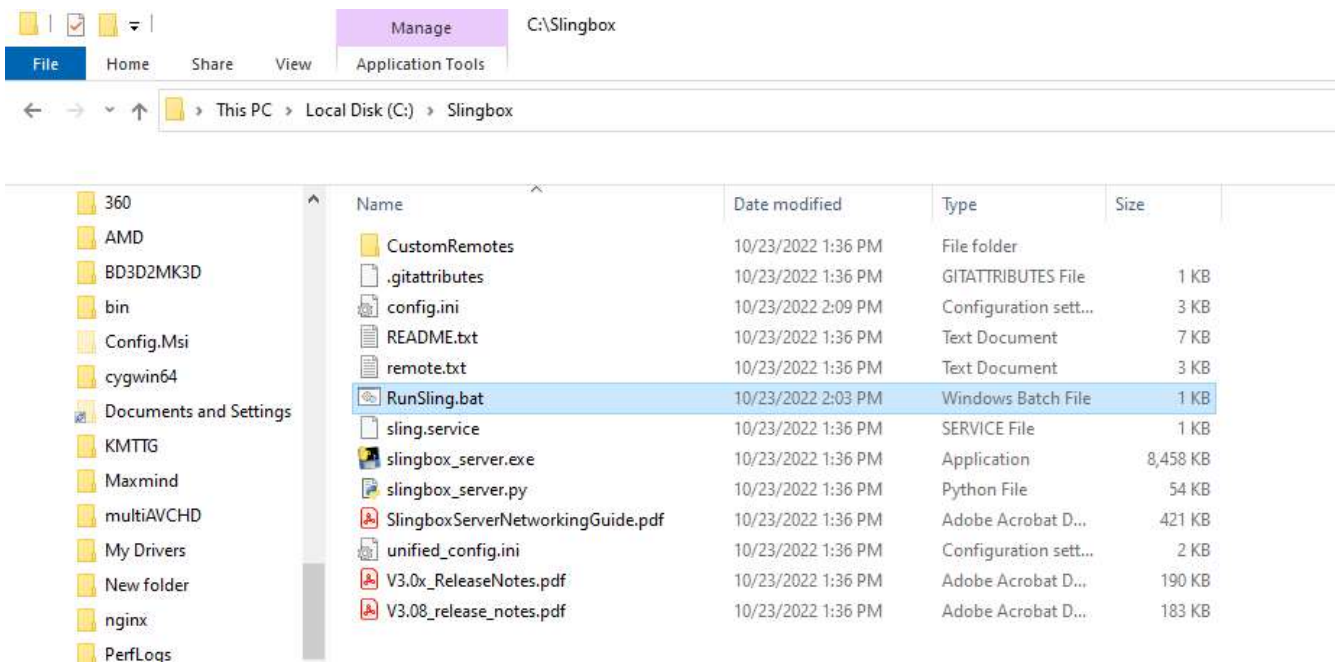 Manage C:\Slingbox
File Home Share View Application Tools
This PC > Local Disk (C:) > Slingbox
360
AMD
BD3D2MK3D
bin
Config.Msi
cygwin64
Documents and Settings
KMTTG
Maxmind
multiAVCHD
My Drivers
New folder
nginx
PerfLogs
Name Date modified Type Size
CustomRemotes 10/23/2022 1:36 PM File folder
.gitattributes 10/23/2022 1:36 PM GITATTRIBUTES File 1 KB
config.ini 10/23/2022 2:09 PM Configuration sett... 3 KB
README.txt 10/23/2022 1:36 PM Text Document 7 KB
remote.txt 10/23/2022 1:36 PM Text Document 3 KB
RunSling.bat 10/23/2022 2:03 PM Windows Batch File 1 KB
sling.service 10/23/2022 1:36 PM SERVICE File 1 KB
slingbox_server.exe 10/23/2022 1:36 PM Application 8,458 KB
slingbox_server.py 10/23/2022 1:36 PM Python File 54 KB
SlingboxServerNetworkingGuide.pdf 10/23/2022 1:36 PM Adobe Acrobat D... 421 KB
unified_config.ini 10/23/2022 1:36 PM Configuration sett... 2 KB
V3.0x_ReleaseNotes.pdf 10/23/2022 1:36 PM Adobe Acrobat D... 190 KB
V3.08_release_notes.pdf 10/23/2022 1:36 PM Adobe Acrobat D... 183 KB